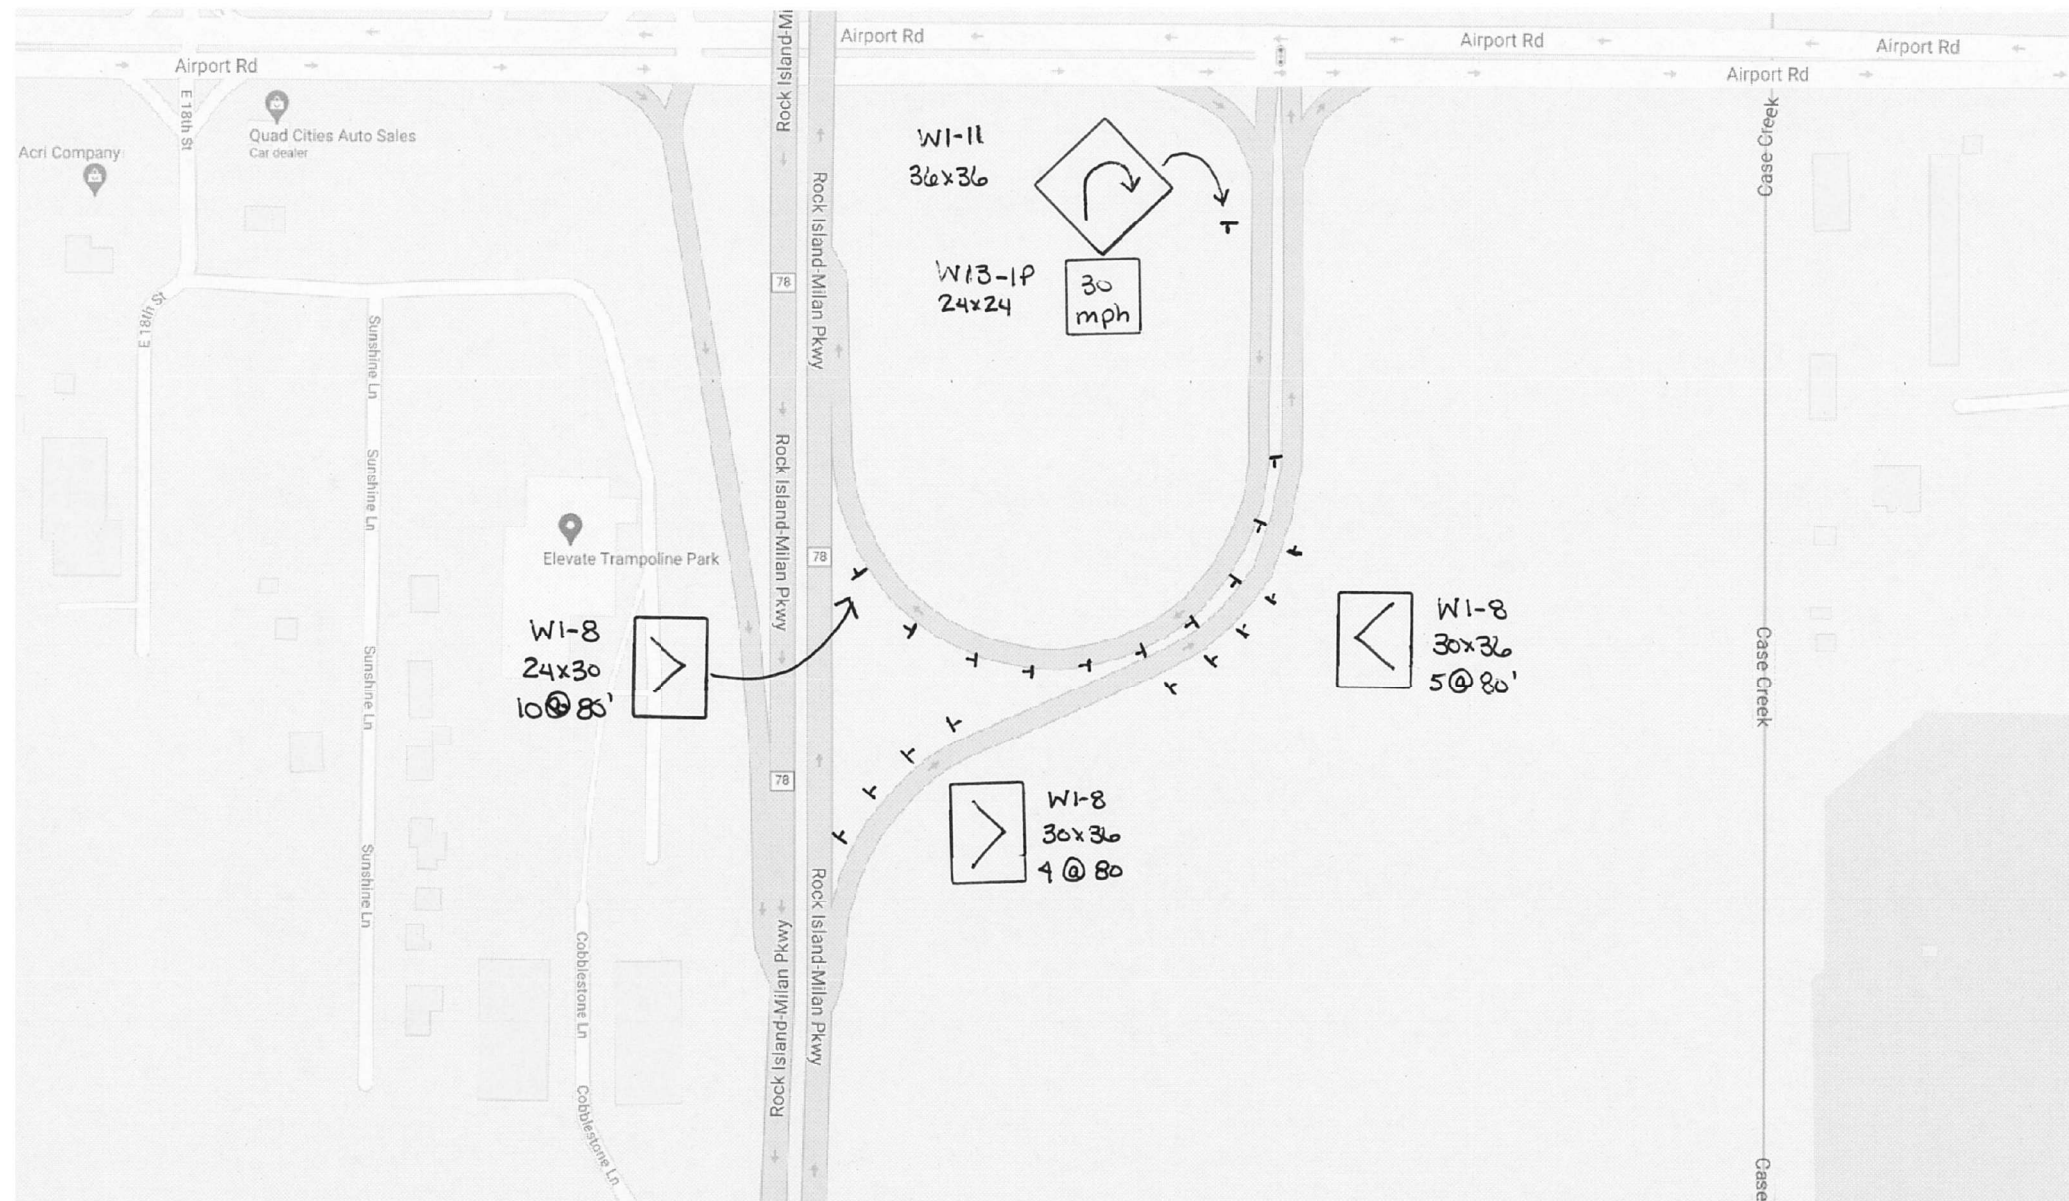 Rock Island-Mi
Airport Rd
Airport Rd
Airport Rd
Airport Rd
Airport Rd
E 18th St
Quad Cities Auto Sales
Car dealer
Acri Company
Rock Island-M
Case Creek
W1-11
36x36
W13-1P
24x24
30
mph
Rock Island-Milan Pkwy
78
E 18th St
Sunshine Ln
Sunshine Ln
Rock Island-Milan Pkwy
78
Elevate Trampoline Park
W1-8
24x30
10@80'
W1-8
30x36
5@80'
Case Creek
Sunshine Ln
78
W1-8
30x36
4@80
Sunshine Ln
Rock Island-Milan Pkwy
Rock Island-Milan Pkwy
Cobblestone Ln
Cobblestone Ln
Case